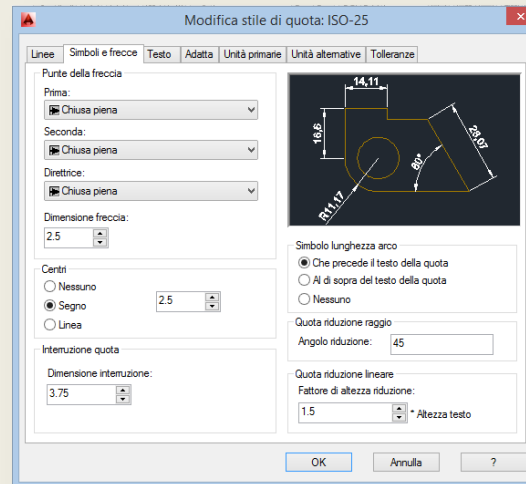 Modifica stile di quota: ISO-25
Linee Simboli e frecce Testo Adatta Unità primarie Unità alternative Tolleranze
Punte della freccia
Prima:
Chiusa piena
Seconda:
Chiusa piena
Direttrice:
Chiusa piena
Dimensione freccia:
2.5
Centri
Nessuno
Segno
2.5
Linea
Interruzione quota
Dimensione interruzione:
3.75
14,11
16,6
28,07
60°
R11,17
Simbolo lunghezza arco
Che precede il testo della quota
Al di sopra del testo della quota
Nessuno
Quota riduzione raggio
Angolo riduzione: 45
Quota riduzione lineare
Fattore di altezza riduzione:
1.5 * Altezza testo
OK Annulla ?